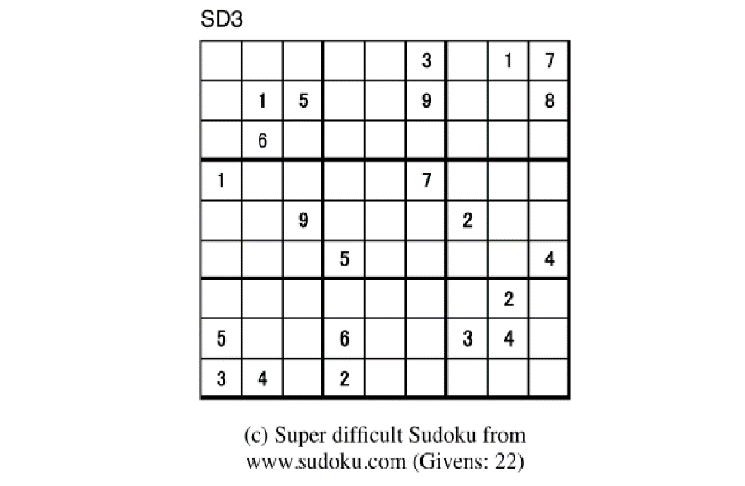 SD3
3 1 7
1 5 9 8
6
1 7
9 2
5 4
2
5 6 3 4
3 4 2
(c) Super difficult Sudoku from
www.sudoku.com (Givens: 22)